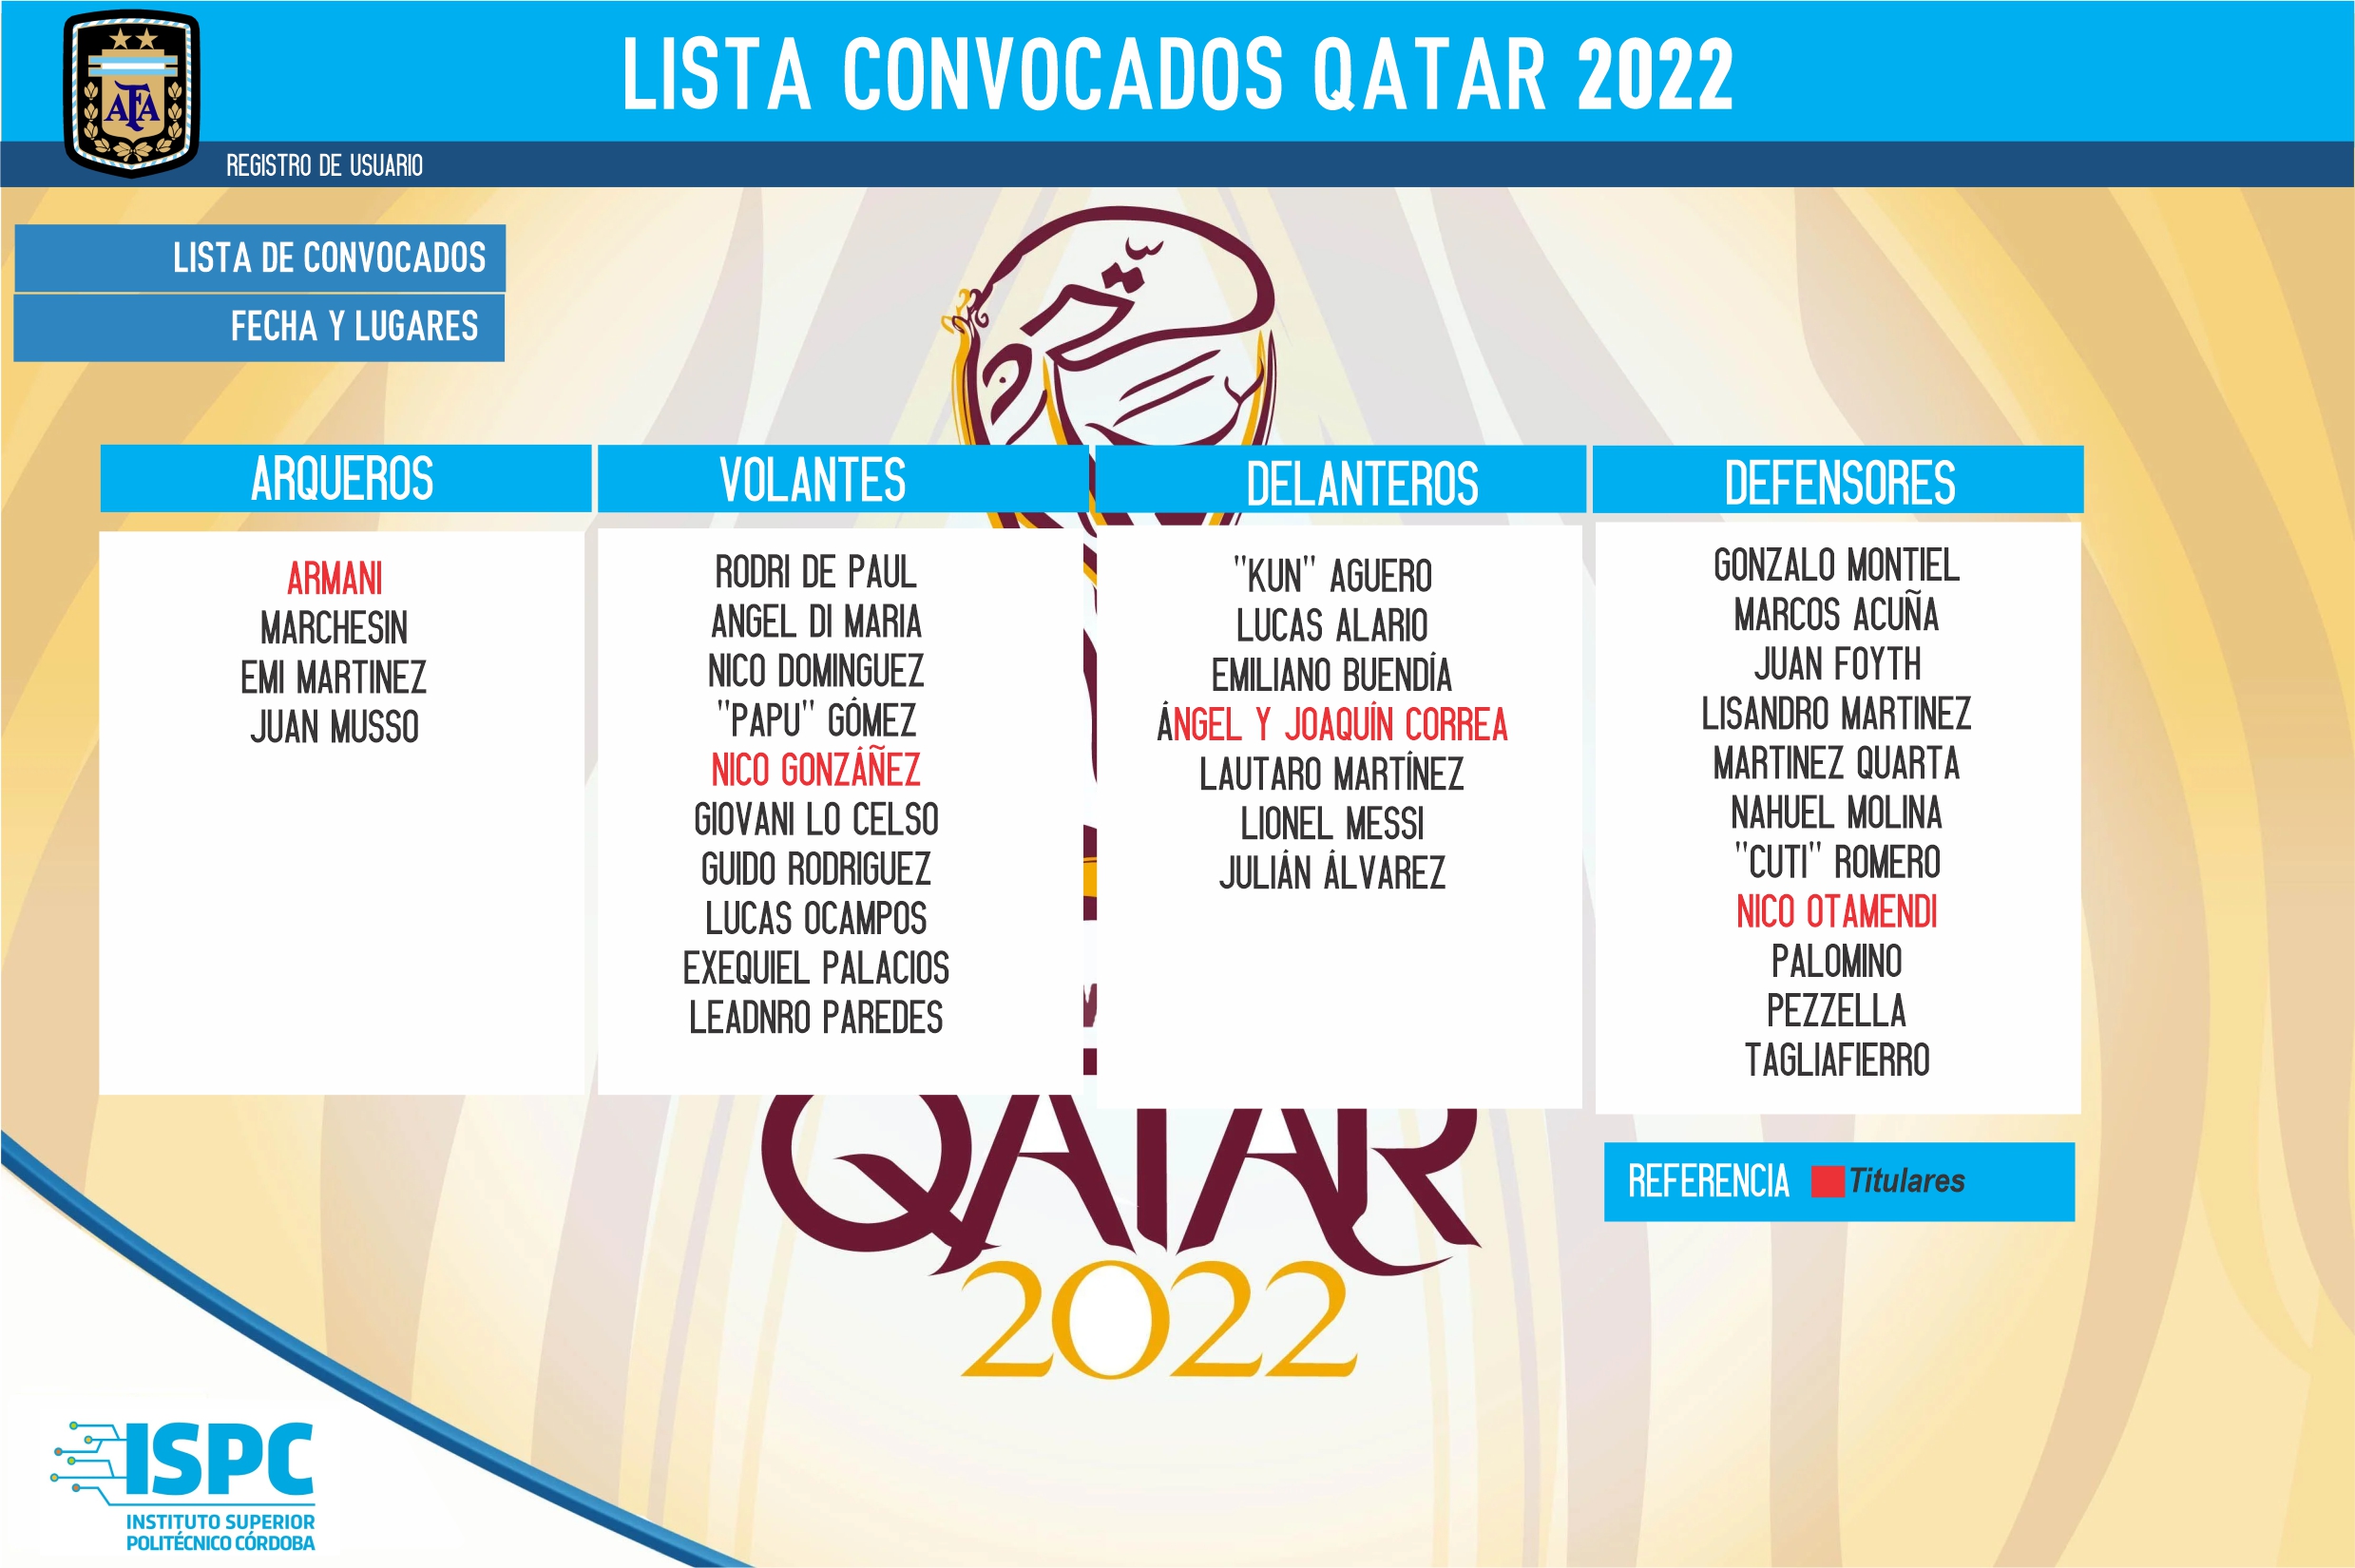 LISTA CONVOCADOS QATAR 2022
AFA
REGISTRO DE USUARIO
LISTA DE CONVOCADOS
FECHA Y LUGARES
ARQUEROS
ARMANI
MARCHESIN
EMI MARTINEZ
JUAN MUSSO
VOLANTES
RODRI DE PAUL
ANGEL DI MARIA
NICO DOMINGUEZ
"PAPU" GÓMEZ
NICO GONZÁÑEZ
GIOVANI LO CELSO
GUIDO RODRIGUEZ
LUCAS OCAMPOS
EXEQUIEL PALACIOS
LEADNRO PAREDES
DELANTEROS
"KUN" AGUERO
LUCAS ALARIO
EMILIANO BUENDÍA
ÁNGEL Y JOAQUÍN CORREA
LAUTARO MARTÍNEZ
LIONEL MESSI
JULIÁN ÁLVAREZ
DEFENSORES
GONZALO MONTIEL
MARCOS ACUÑA
JUAN FOYTH
LISANDRO MARTINEZ
MARTINEZ QUARTA
NAHUEL MOLINA
"CUTI" ROMERO
NICO OTAMENDI
PALOMINO
PEZZELLA
TAGLIAFIERRO
REFERENCIA Titulares
QATAR
2022
ISPC
INSTITUTO SUPERIOR
POLITÉCNICO CÓRDOBA